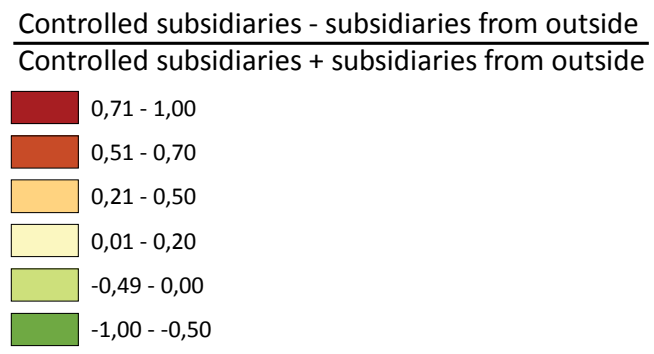 Controlled subsidiaries - subsidiaries from outside
Controlled subsidiaries + subsidiaries from outside
0,71 - 1,00
0,51 - 0,70
0,21 - 0,50
0,01 - 0,20
-0,49 - 0,00
-1,00 - -0,50